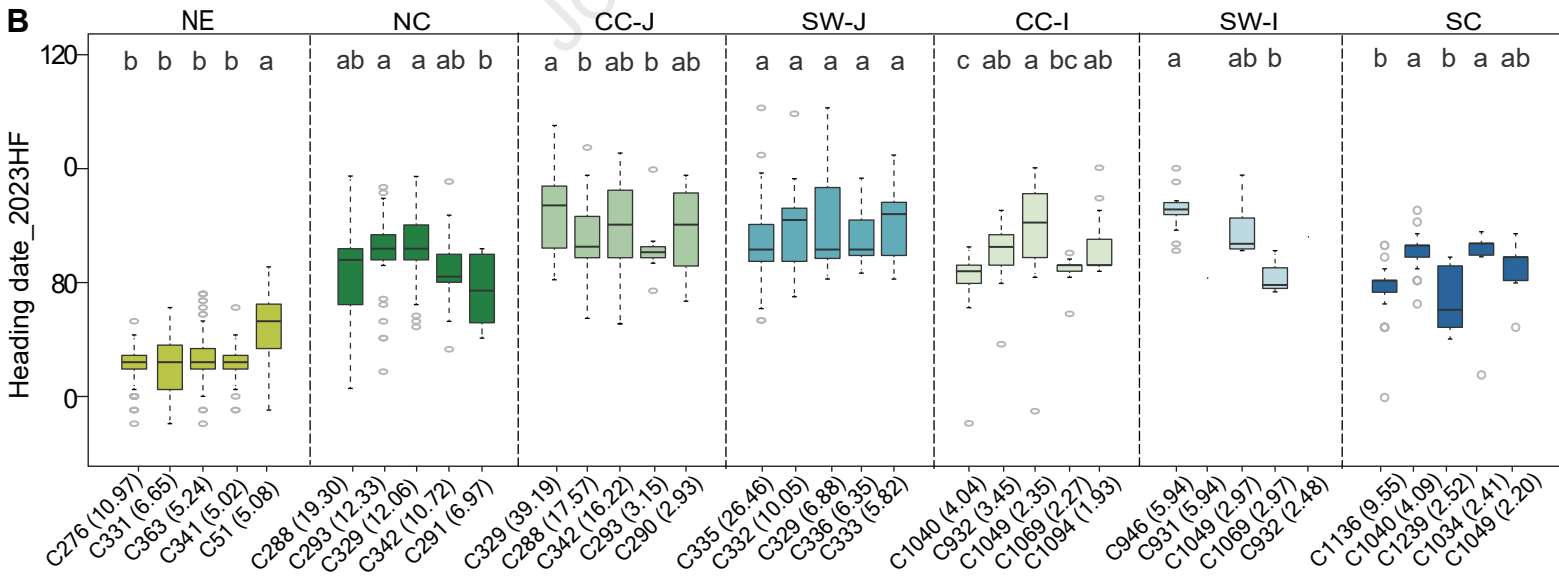 B
NE NC CC-J SW-J CC-I SW-I SC
120 b b b b a ab a a ab b a b ab b ab a a a a a c ab a bc ab a ab b b a b a ab
0
80
0
Heading date_2023HF
C276 (10.97) C331 (6.65) C363 (5.24) C341 (5.02) C51 (5.08) C288 (19.30) C293 (12.33) C329 (12.06) C342 (10.72) C291 (6.97) C329 (39.19) C288 (17.57) C342 (16.22) C293 (3.15) C290 (2.93) C335 (26.46) C332 (10.05) C329 (6.88) C336 (6.35) C333 (5.82) C1040 (4.04) C932 (3.45) C1049 (2.35) C1069 (2.27) C1094 (1.93) C946 (5.94) C931 (5.94) C1049 (2.97) C1069 (2.97) C932 (2.48) C1136 (9.55) C1040 (4.09) C1239 (2.52) C1034 (2.41) C1049 (2.20)